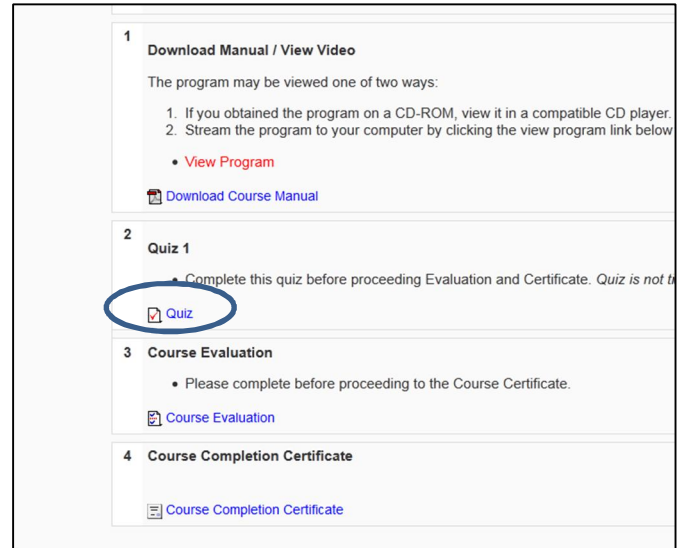 1
Download Manual / View Video
The program may be viewed one of two ways:
1. If you obtained the program on a CD-ROM, view it in a compatible CD player.
2. Stream the program to your computer by clicking the view program link below
• View Program
Download Course Manual
2
Quiz 1
• Complete this quiz before proceeding Evaluation and Certificate. Quiz is not
Quiz
3 Course Evaluation
• Please complete before proceeding to the Course Certificate.
Course Evaluation
4 Course Completion Certificate
Course Completion Certificate